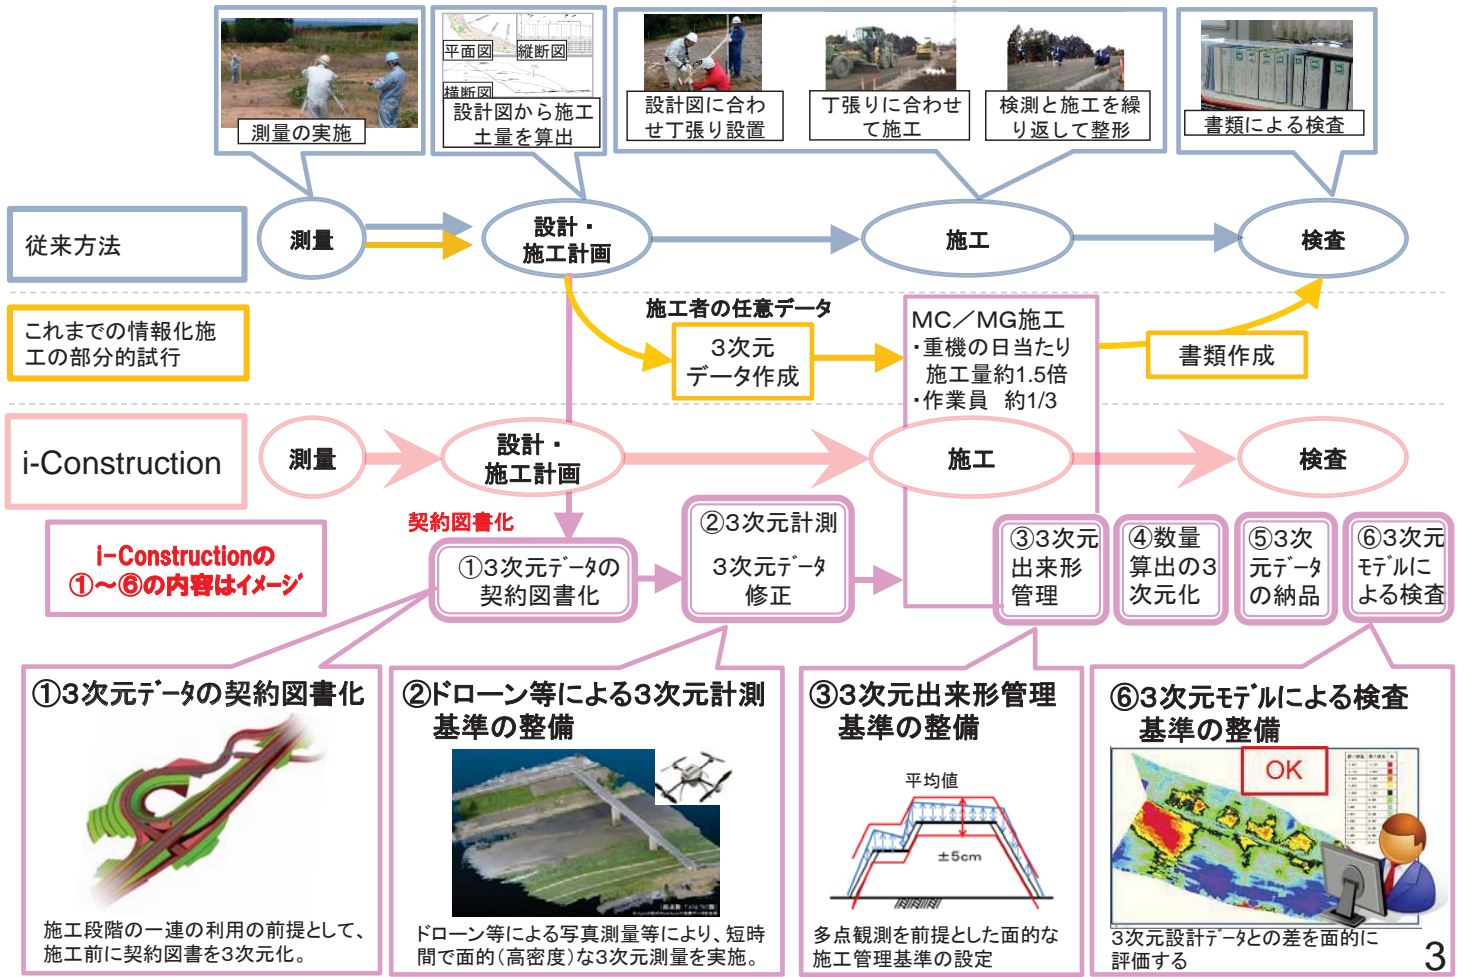 平面図
縦断図
横断図
測量の実施
設計図から施工
土量を算出
設計図に合わ
せ丁張り設置
丁張りに合わせ
て施工
検測と施工を繰
り返して整形
書類による検査
従来方法
測量
設計・
施工計画
施工
検査
これまでの情報化施
工の部分的試行
施工者の任意データ
3次元
データ作成
MC／MG施工
・重機の日当たり
施工量約1.5倍
・作業員 約1/3
書類作成
i-Construction
測量
設計・
施工計画
施工
検査
i-Constructionの
①～⑥の内容はイメージ
契約図書化
①3次元データの
契約図書化
②3次元計測
3次元データ
修正
③3次元
出来形
管理
④数量
算出の3
次元化
⑤3次
元データ
の納品
⑥3次元
モデルに
よる検査
①3次元データの契約図書化
施工段階の一連の利用の前提として、
施工前に契約図書を3次元化。
②ドローン等による3次元計測
基準の整備
ドローン等による写真測量等により、短時
間で面的(高密度)な3次元測量を実施。
③3次元出来形管理
基準の整備
平均値
±5cm
多点観測を前提とした面的な
施工管理基準の設定
⑥3次元モデルによる検査
基準の整備
OK
3次元設計データとの差を面的に
評価する
3